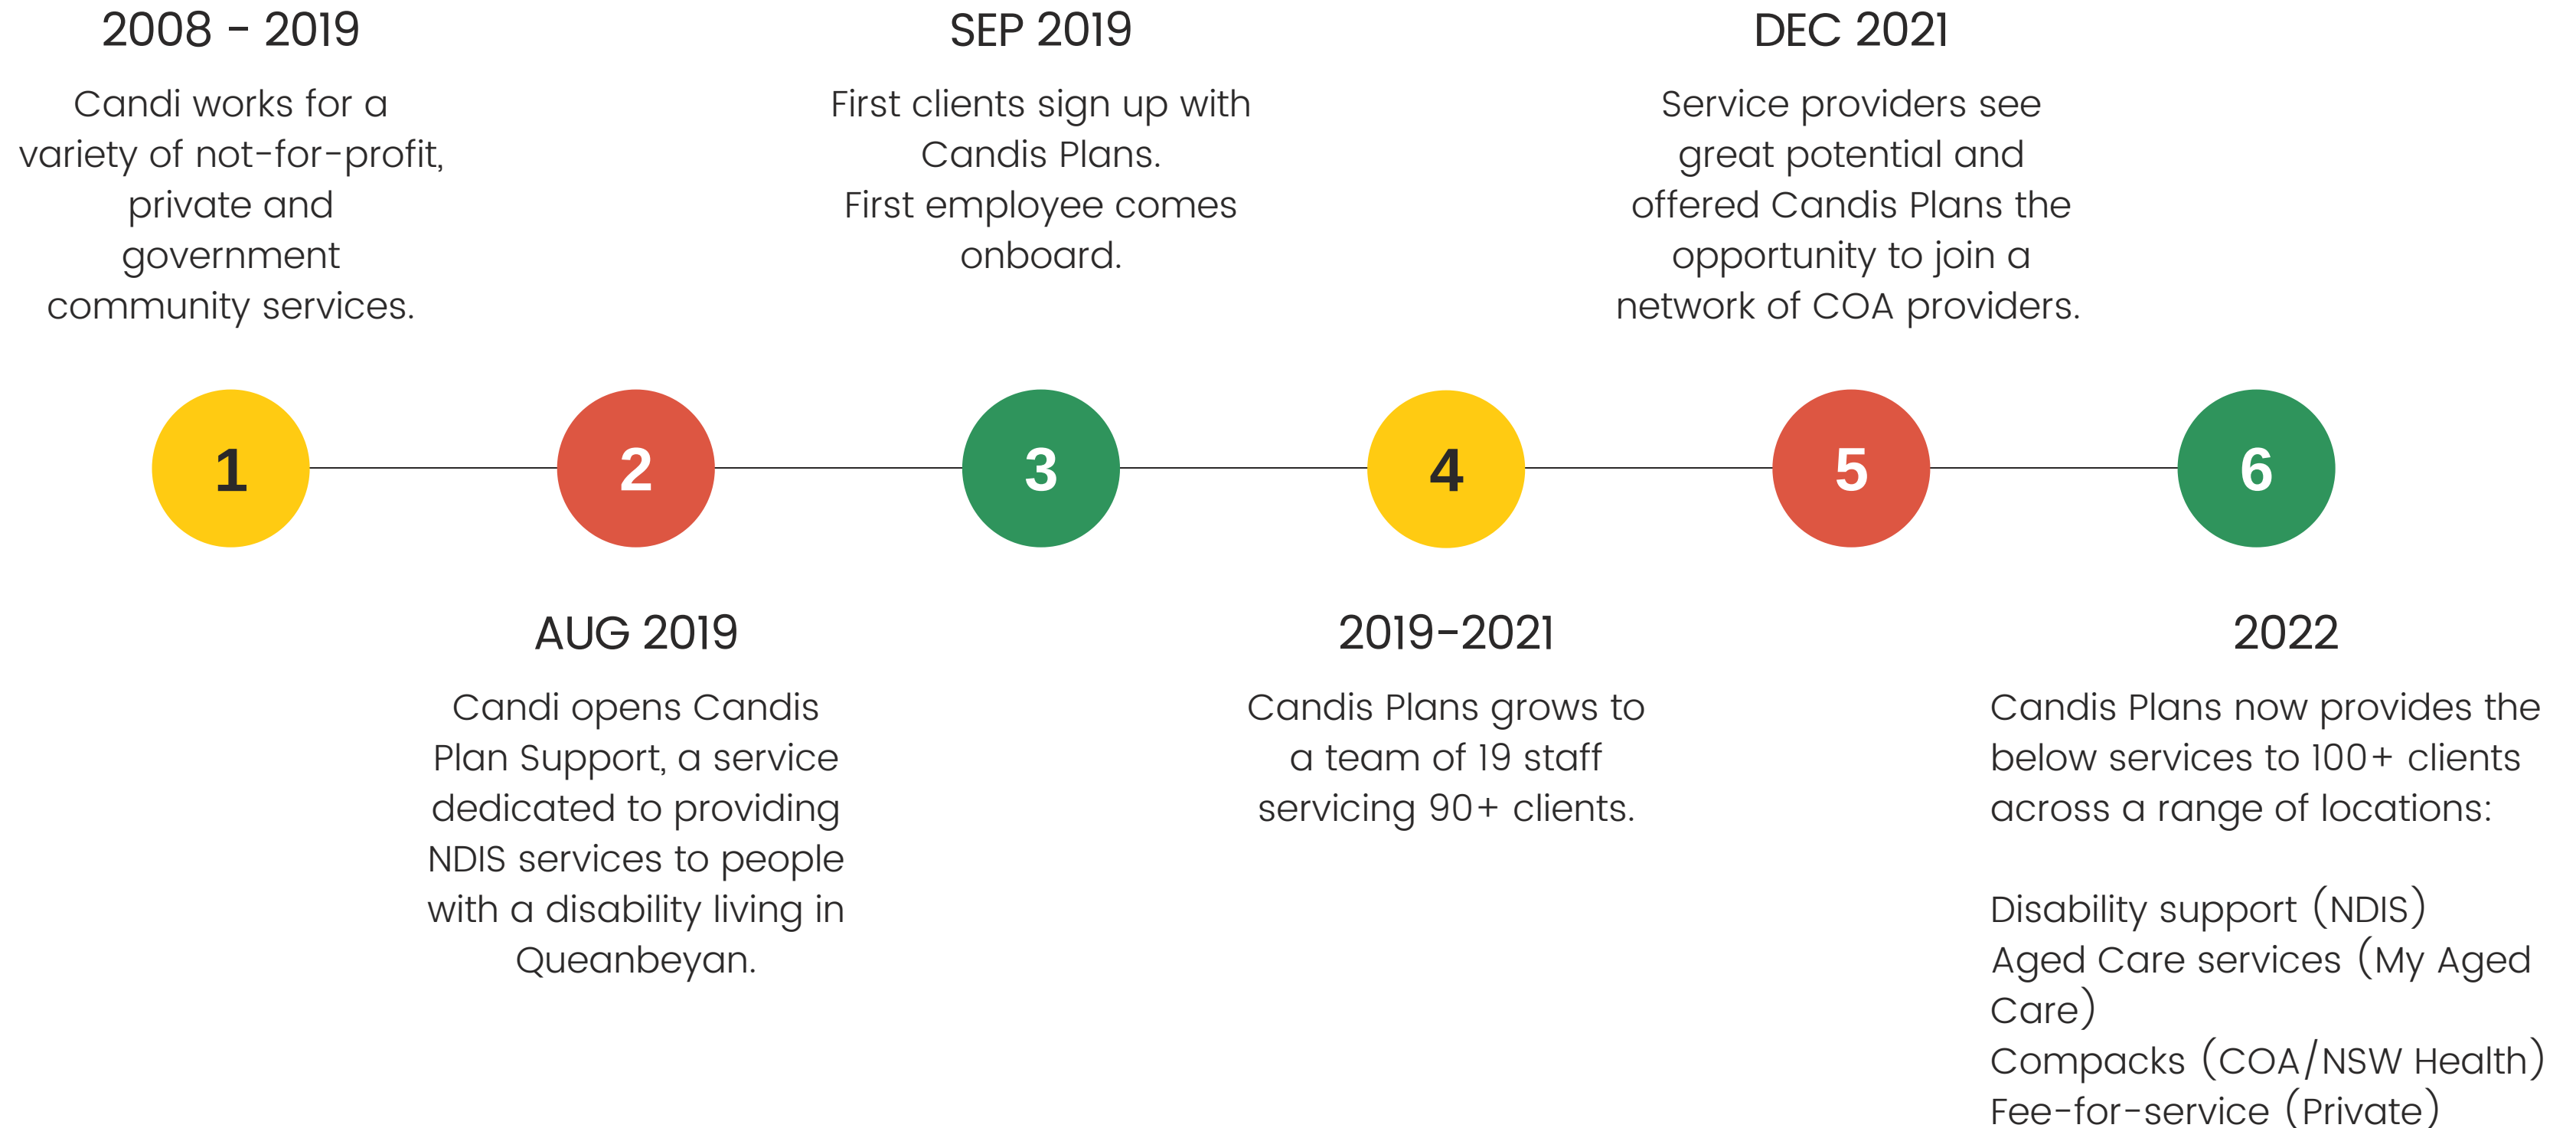 2008 - 2019
Candi works for a
variety of not-for-profit,
private and
government
community services.
SEP 2019
First clients sign up with
Candis Plans.
First employee comes
onboard.
DEC 2021
Service providers see
great potential and
offered Candis Plans the
opportunity to join a
network of COA providers.
1
2
3
4
5
6
AUG 2019
Candi opens Candis
Plan Support, a service
dedicated to providing
NDIS services to people
with a disability living in
Queanbeyan.
2019-2021
Candis Plans grows to
a team of 19 staff
servicing 90+ clients.
2022
Candis Plans now provides the
below services to 100+ clients
across a range of locations:
Disability support (NDIS)
Aged Care services (My Aged
Care)
Compacks (COA/NSW Health)
Fee-for-service (Private)